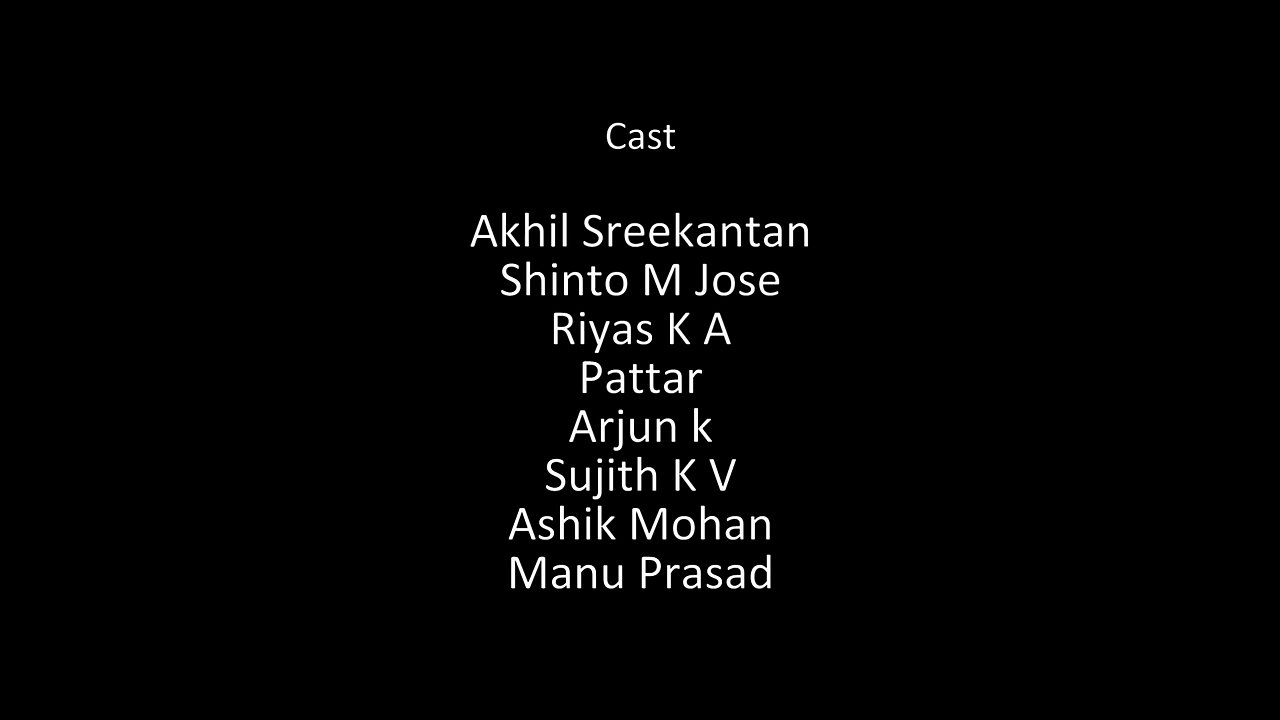 Cast
Akhil Sreekantan
Shinto M Jose
Riyas K A
Pattar
Arjun k
Sujith K V
Ashik Mohan
Manu Prasad